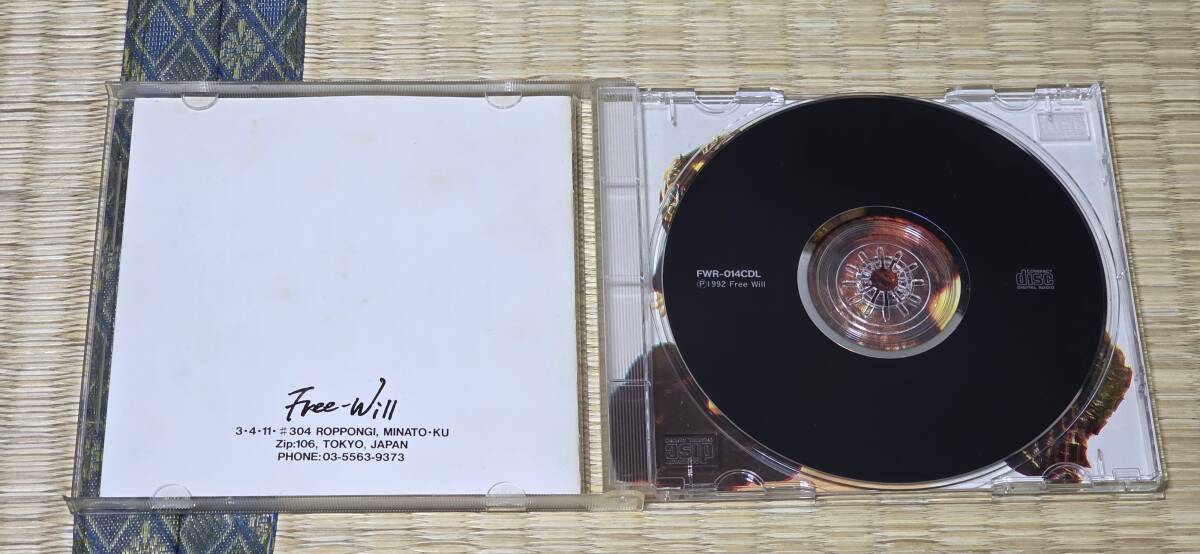 Free-Will
3・4・11・#304 ROPPONGI, MINATO・KU
Zip:106, TOKYO, JAPAN
PHONE:03-5563-9373
FWR-014CDL
Ⓟ1992 Free Will
COMPACT
disc
DIGITAL AUDIO